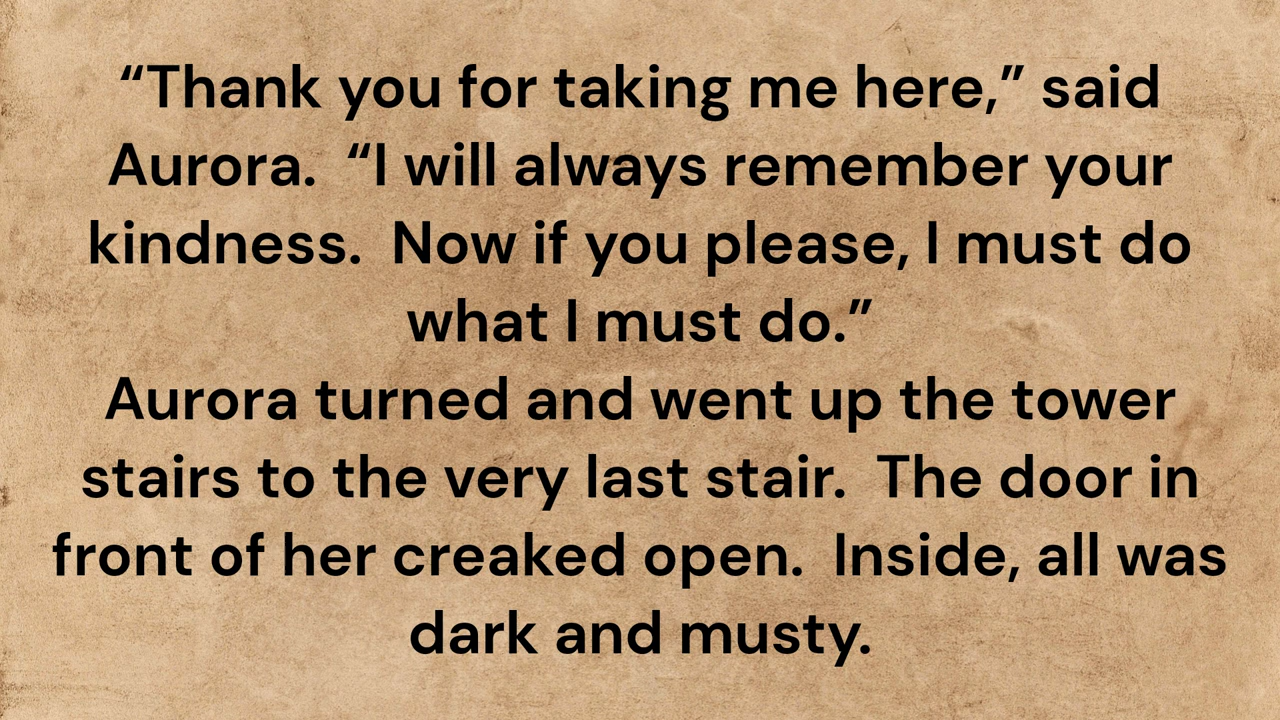 “Thank you for taking me here,” said
Aurora.  “I will always remember your
kindness.  Now if you please, I must do
what I must do.”
Aurora turned and went up the tower
stairs to the very last stair.  The door in
front of her creaked open.  Inside, all was
dark and musty.